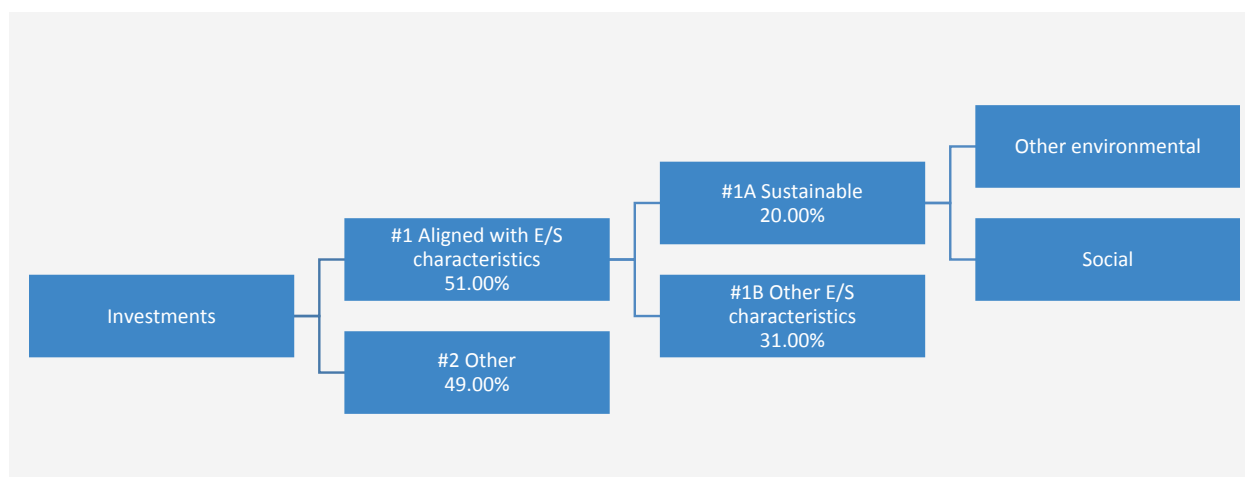 Investments
#1 Aligned with E/S
characteristics
51.00%
#2 Other
49.00%
#1A Sustainable
20.00%
#1B Other E/S
characteristics
31.00%
Other environmental
Social